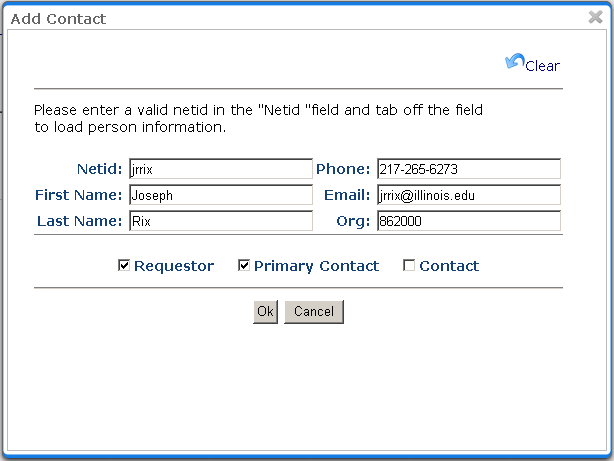 Add Contact
Clear
Please enter a valid netid in the "Netid "field and tab off the field
to load person information.
Netid: jrrix Phone: 217-265-6273
First Name: Joseph Email: jrrix@illinois.edu
Last Name: Rix Org: 862000
Requestor Primary Contact Contact
Ok Cancel